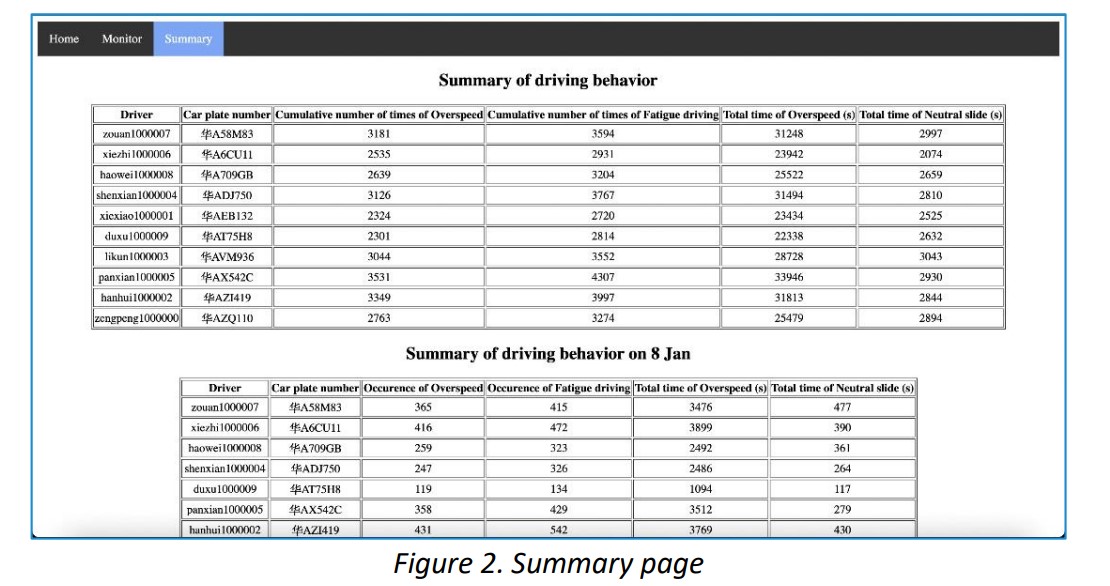 Home Monitor Summary
Summary of driving behavior
Driver Car plate number Cumulative number of times of Overspeed Cumulative number of times of Fatigue driving Total time of Overspeed (s) Total time of Neutral slide (s)
zouan1000007 华A58M83 3181 3594 31248 2997
xiezhi1000006 华A6CU11 2535 2931 23942 2074
haowei1000008 华A709GB 2639 3204 25522 2659
shenxian1000004 华ADJ750 3126 3767 31494 2810
xiexiao1000001 华AEB132 2324 2720 23434 2525
duxu1000009 华AT75H8 2301 2814 22338 2632
likun1000003 华AVM936 3044 3552 28728 3043
panxian1000005 华AX542C 3531 4307 33946 2930
hanhui1000002 华AZI419 3349 3997 31813 2844
zengpeng1000000 华AZQ110 2763 3274 25479 2894
Summary of driving behavior on 8 Jan
Driver Car plate number Occurence of Overspeed Occurence of Fatigue driving Total time of Overspeed (s) Total time of Neutral slide (s)
zouan1000007 华A58M83 365 415 3476 477
xiezhi1000006 华A6CU11 416 472 3899 390
haowei1000008 华A709GB 259 323 2492 361
shenxian1000004 华ADJ750 247 326 2486 264
duxu1000009 华AT75H8 119 134 1094 117
panxian1000005 华AX542C 358 429 3512 279
hanhui1000002 华AZI419 431 542 3769 430
Figure 2. Summary page